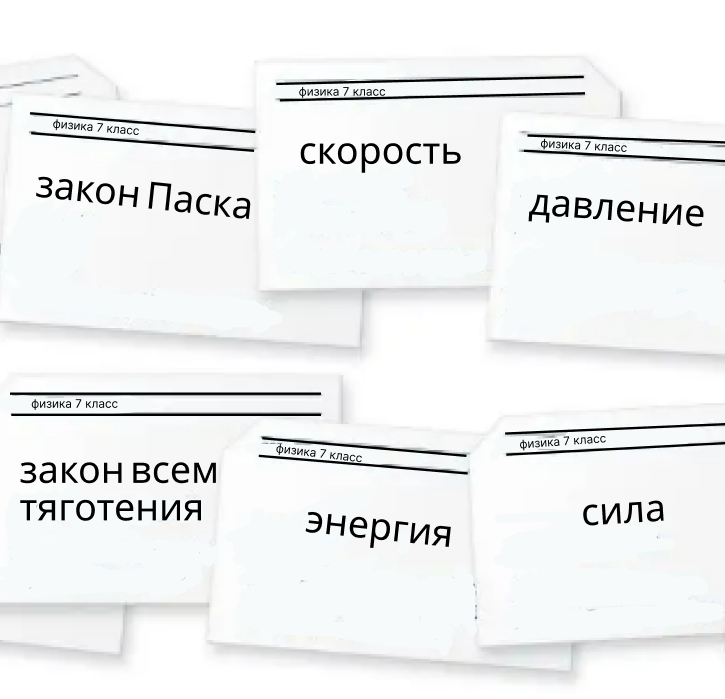 физика 7 класс
закон Паска
физика 7 класс
скорость
физика 7 класс
давление
физика 7 класс
закон всем
тяготения
физика 7 класс
энергия
физика 7 класс
сила